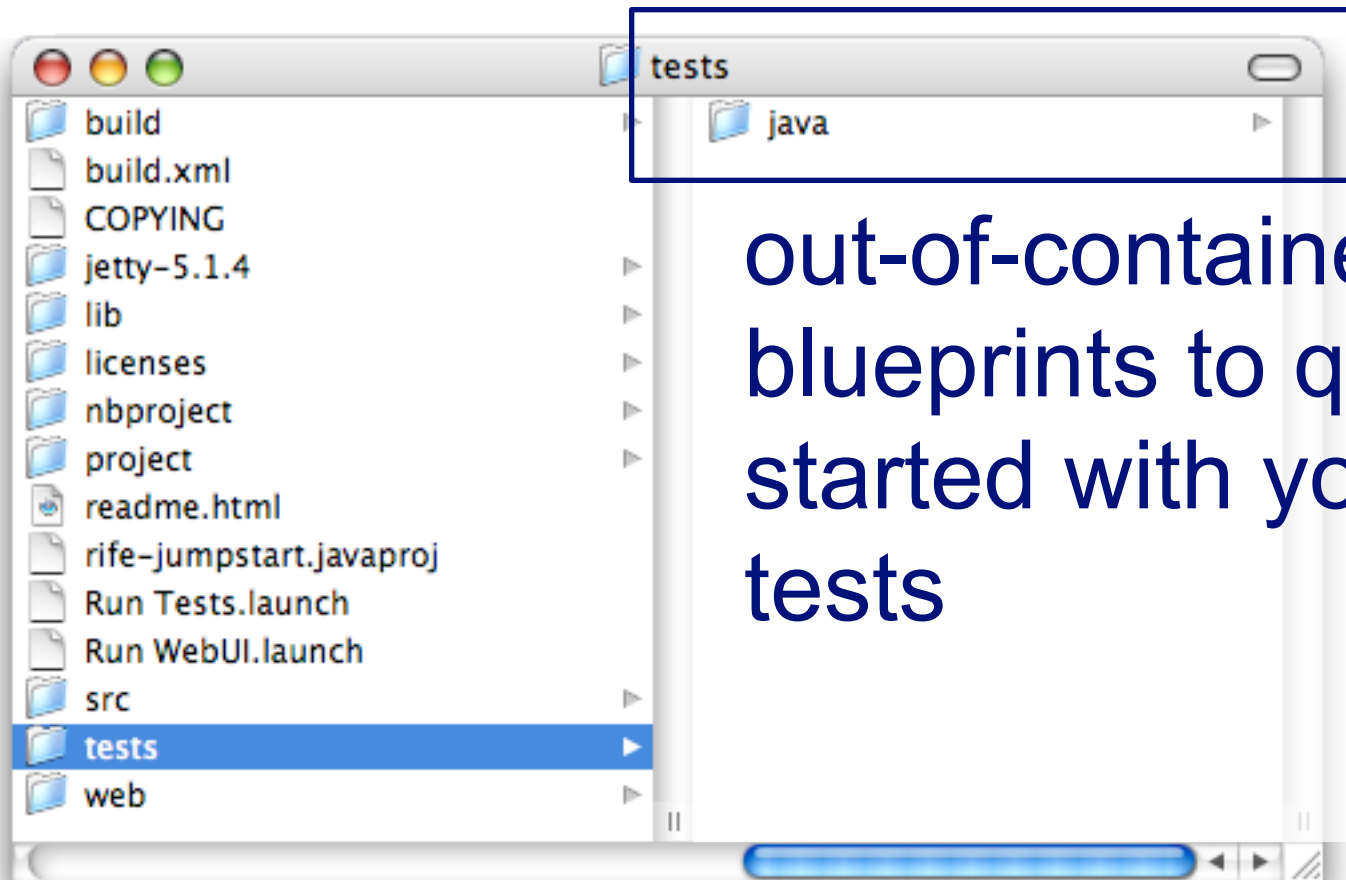 tests
build
build.xml
COPYING
jetty-5.1.4
lib
licenses
nbproject
project
readme.html
rife-jumpstart.javaproj
Run Tests.launch
Run WebUI.launch
src
tests
web
java
out-of-containe
blueprints to q
started with yo
tests